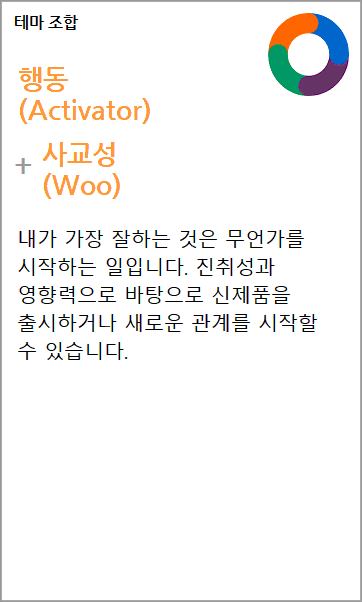 테마 조합
행동
(Activator)
+ 사교성
(Woo)
내가 가장 잘하는 것은 무언가를
시작하는 일입니다. 진취성과
영향력으로 바탕으로 신제품을
출시하거나 새로운 관계를 시작할
수 있습니다.